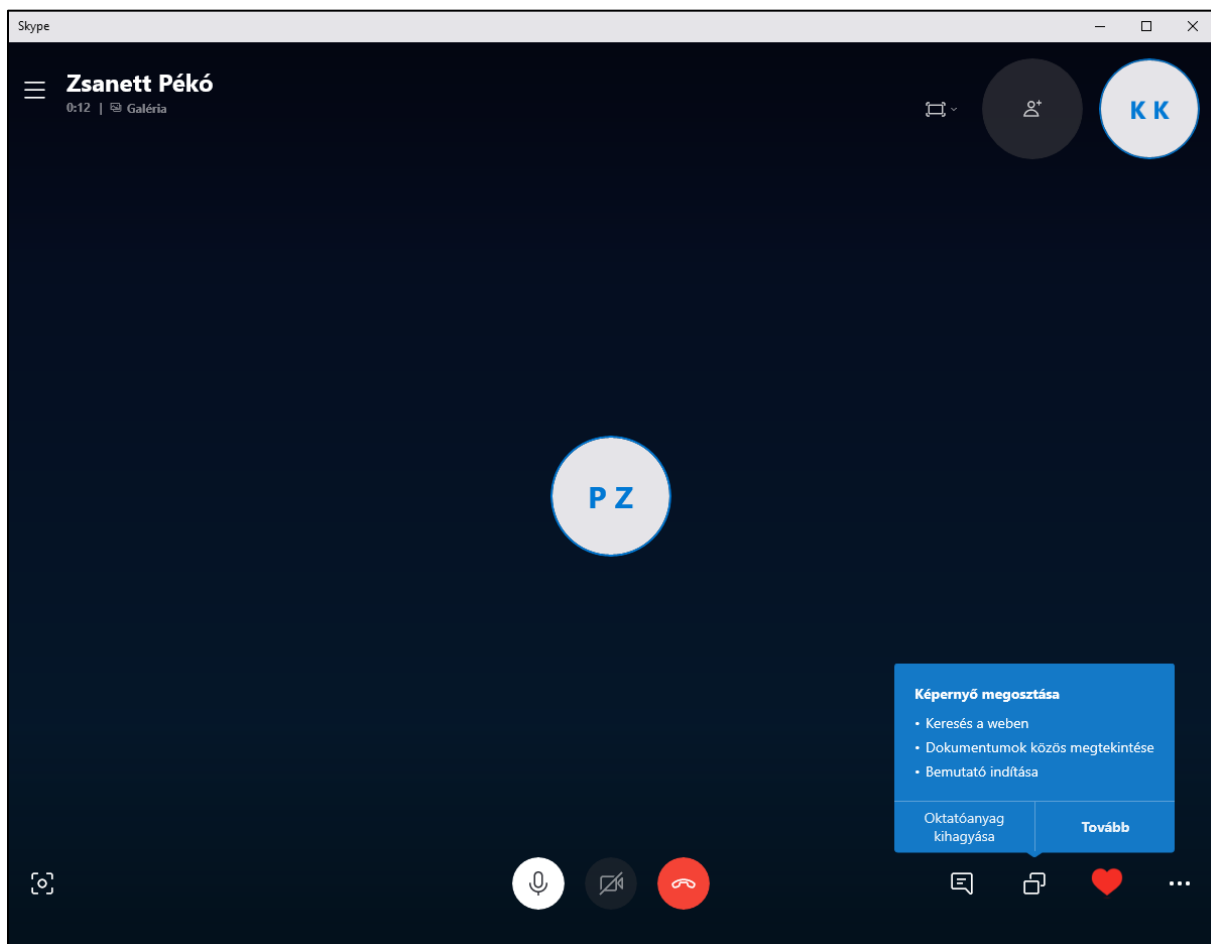 Skype
Zsanett Pékó
0:12 | Galéria
K K
P Z
Képernyő megosztása
• Keresés a weben
• Dokumentumok közös megtekintése
• Bemutató indítása
Oktatóanyag
kihagyása
Tovább